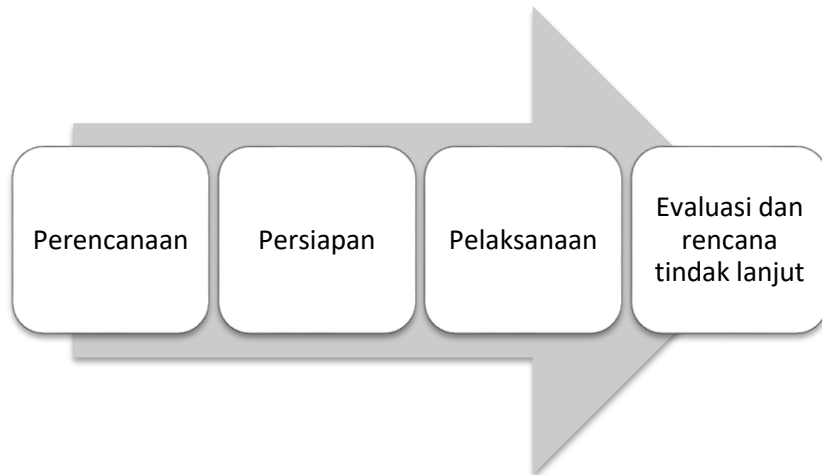 Perencanaan
Persiapan
Pelaksanaan
Evaluasi dan
rencana
tindak lanjut